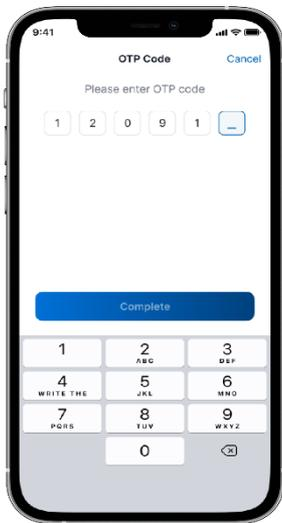 9:41
OTP Code Cancel
Please enter OTP code
1 2 0 9 1 _
Complete
1 2 3
ABC DEF
4 5 6
WRITE THE JKL MNO
7 8 9
PQRS TUV WXYZ
0